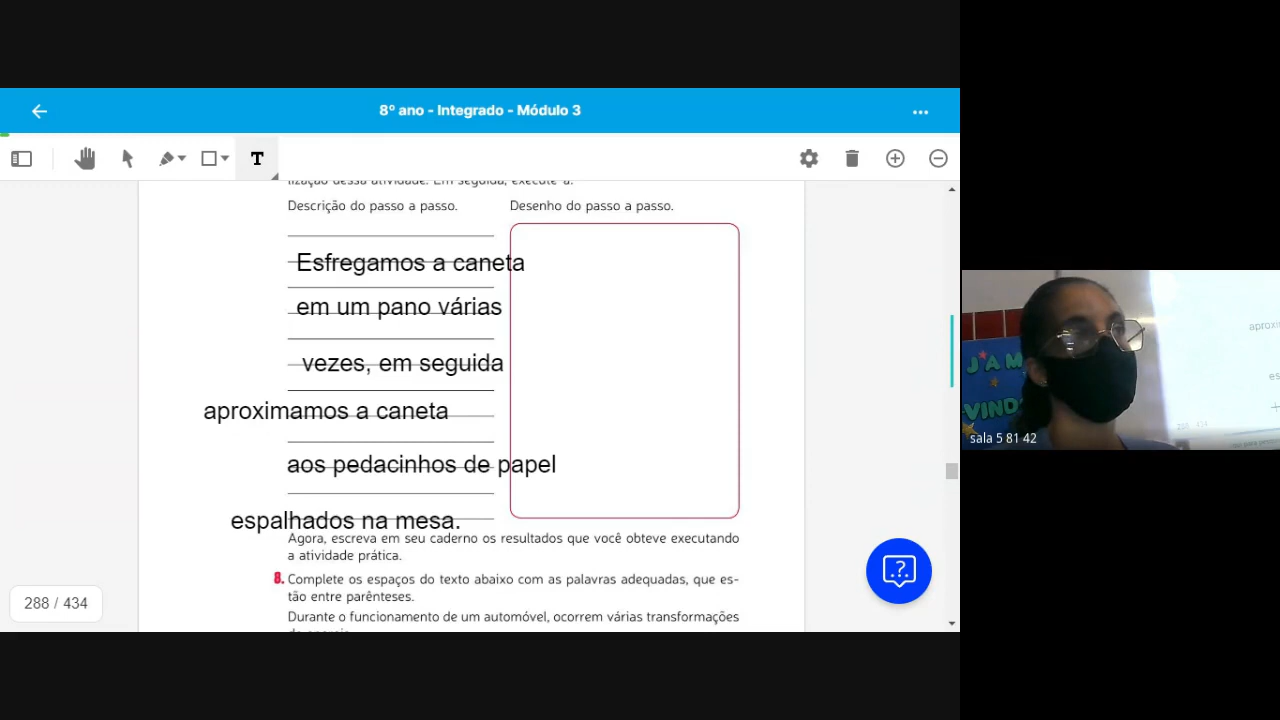 8º ano - Integrado - Módulo 3
T
lização dessa atividade. Em seguida, execute-a.
Descrição do passo a passo.
Desenho do passo a passo.
Esfregamos a caneta
em um pano várias
vezes, em seguida
aproximamos a caneta
aos pedacinhos de papel
espalhados na mesa.
Agora, escreva em seu caderno os resultados que você obteve executando
a atividade prática.
8. Complete os espaços do texto abaixo com as palavras adequadas, que es-
tão entre parênteses.
Durante o funcionamento de um automóvel, ocorrem várias transformações
288 / 434
J'A M
VIND
sala 5 81 42
aproxi
es